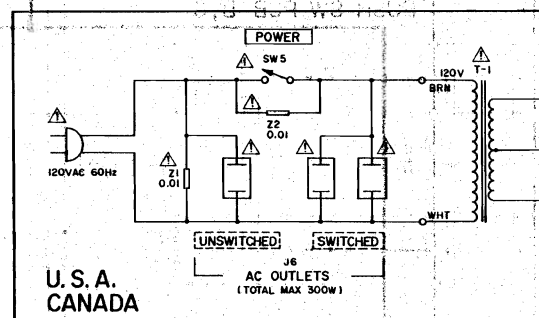 POWER
SW5
120V
T-1
BRN
Z2
0.01
120VAC 60Hz
Z1
0.01
WHT
UNSWITCHED
SWITCHED
J6
AC OUTLETS
(TOTAL MAX 300W)
U.S.A.
CANADA